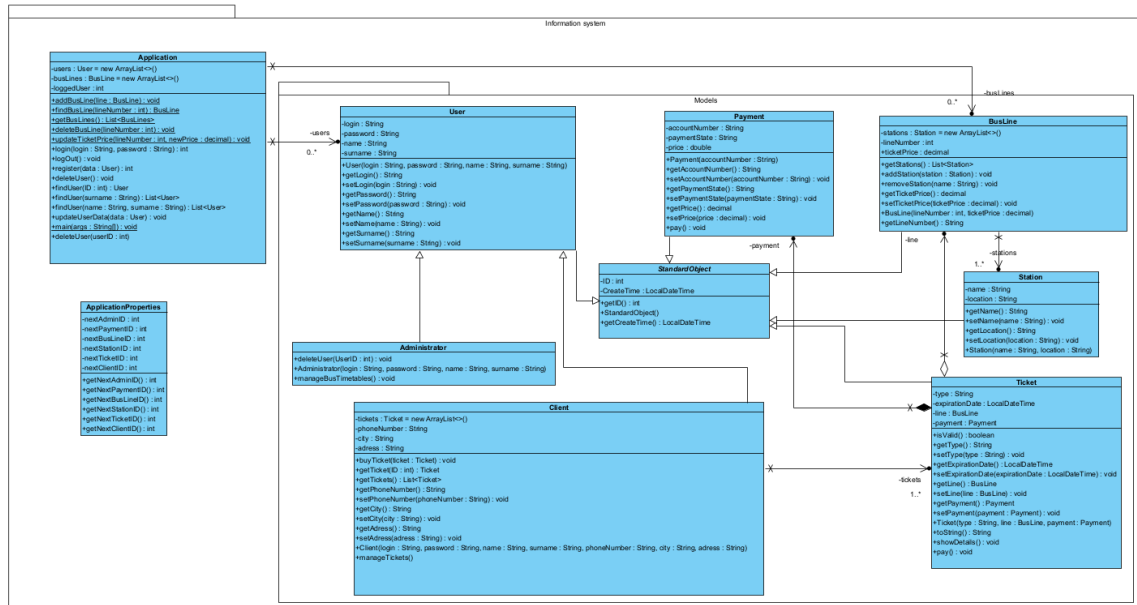 Information system
Application
-users : User = new ArrayList<>()
-busLines : BusLine = new ArrayList<>()
-loggedUser : int
+addBusLine(line : BusLine) : void
+findBusLine(lineNumber : int) : BusLine
+getBusLines() : List<BusLines>
+deleteBusLine(lineNumber : int) : void
+updateTicketPrice(lineNumber : int, newPrice : decimal) : void
+login(login : String, password : String) : int
+logOut() : void
+register(data : User) : int
+deleteUser() : void
+findUser(ID : int) : User
+findUser(surname : String) : List<User>
+findUser(name : String, surname : String) : List<User>
+updateUserData(data : User) : void
+main(args : String[]) : void
+deleteUser(userID : int)
ApplicationProperties
-nextAdminID : int
-nextPaymentID : int
-nextBusLineID : int
-nextStationID : int
-nextTicketID : int
-nextClientID : int
+getNextAdminID() : int
+getNextPaymentID() : int
+getNextBusLineID() : int
+getNextStationID() : int
+getNextTicketID() : int
+getNextClientID() : int
Models
-users
0..*
User
-login : String
-password : String
-name : String
-surname : String
+User(login : String, password : String, name : String, surname : String)
+getLogin() : String
+setLogin(login : String) : void
+getPassword() : String
+setPassword(password : String) : void
+getName() : String
+setName(name : String) : void
+getSurname() : String
+setSurname(surname : String) : void
Payment
-accountNumber : String
-paymentState : String
-price : double
+Payment(accountNumber : String)
+getAccountNumber() : String
+setAccountNumber(accountNumber : String) : void
+getPaymentState() : String
+setPaymentState(paymentState : String) : void
+getPrice() : decimal
+setPrice(price : decimal) : void
+pay() : void
-payment
-busLines
0..*
BusLine
-stations : Station = new ArrayList<>()
-lineNumber : int
+ticketPrice : decimal
+getStations() : List<Station>
+addStation(station : Station) : void
+removeStation(name : String) : void
+getTicketPrice() : decimal
+setTicketPrice(ticketPrice : decimal) : void
+BusLine(lineNumber : int, ticketPrice : decimal)
+getLineNumber() : String
-line
-stations
1..*
StandardObject
-ID : int
-CreateTime : LocalDateTime
+getID() : int
+StandardObject()
+getCreateTime() : LocalDateTime
Station
-name : String
-location : String
+getName() : String
+setName(name : String) : void
+getLocation() : String
+setLocation(location : String) : void
+Station(name : String, location : String)
Administrator
+deleteUser(UserID : int) : void
+Administrator(login : String, password : String, name : String, surname : String)
+manageBusTimetables() : void
Client
-tickets : Ticket = new ArrayList<>()
-phoneNumber : String
-city : String
-adress : String
+buyTicket(ticket : Ticket) : void
+getTicket(ID : int) : Ticket
+getTickets() : List<Ticket>
+getPhoneNumber() : String
+setPhoneNumber(phoneNumber : String) : void
+getCity() : String
+setCity(city : String) : void
+getAdress() : String
+setAdress(adress : String) : void
+Client(login : String, password : String, name : String, surname : String, phoneNumber : String, city : String, adress : String)
+manageTickets()
-tickets
1..*
Ticket
-type : String
-expirationDate : LocalDateTime
-line : BusLine
-payment : Payment
+isValid() : boolean
+getType() : String
+setType(type : String) : void
+getExpirationDate() : LocalDateTime
+setExpirationDate(expirationDate : LocalDateTime) : void
+getLine() : BusLine
+setLine(line : BusLine) : void
+getPayment() : Payment
+setPayment(payment : Payment) : void
+Ticket(type : String, line : BusLine, payment : Payment)
+toString() : String
+showDetails() : void
+pay() : void